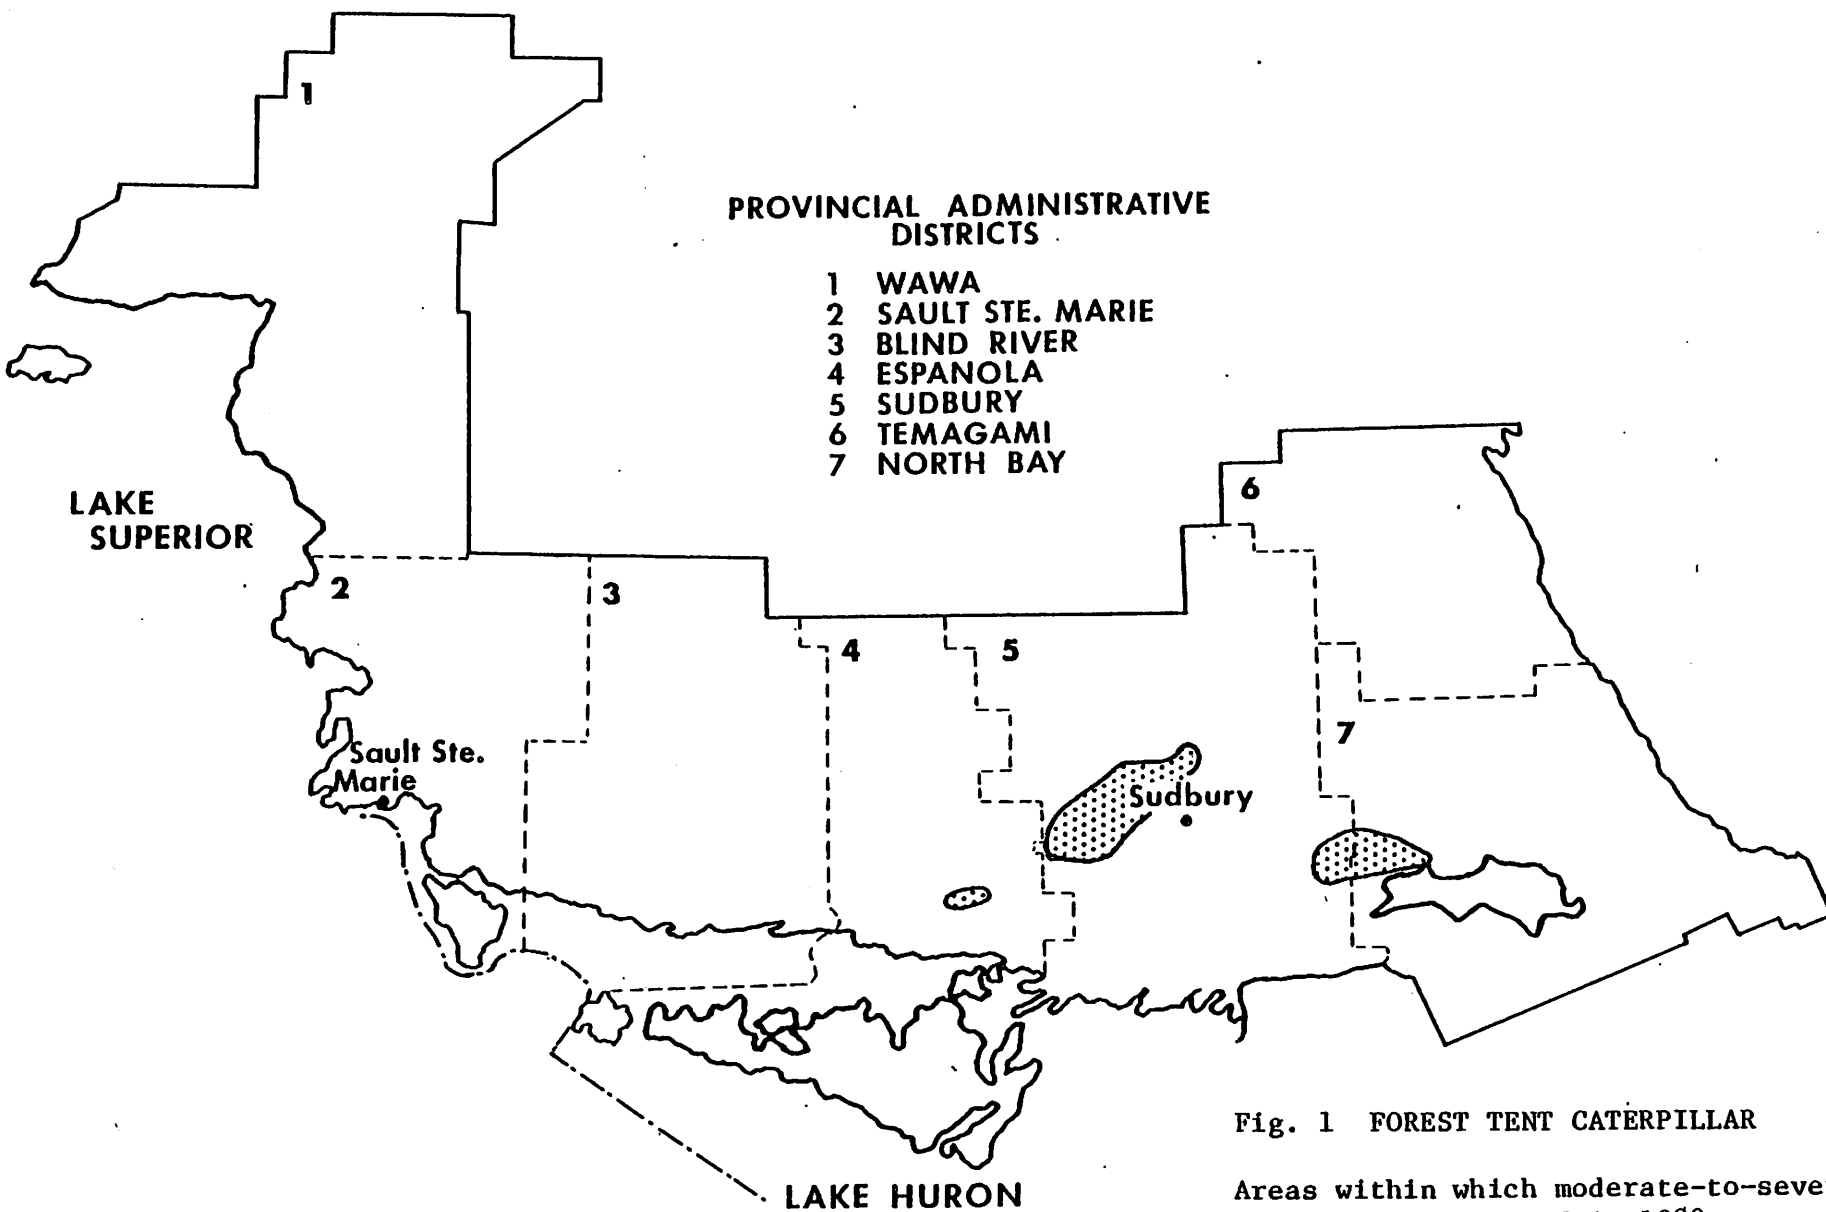 1
PROVINCIAL ADMINISTRATIVE
DISTRICTS
1 WAWA
2 SAULT STE. MARIE
3 BLIND RIVER
4 ESPANOLA
5 SUDBURY
6 TEMAGAMI
7 NORTH BAY
6
LAKE
SUPERIOR
2
3
4
5
7
Sault Ste.
Marie
Sudbury
Fig. 1 FOREST TENT CATERPILLAR
Areas within which moderate-to-seve
LAKE HURON